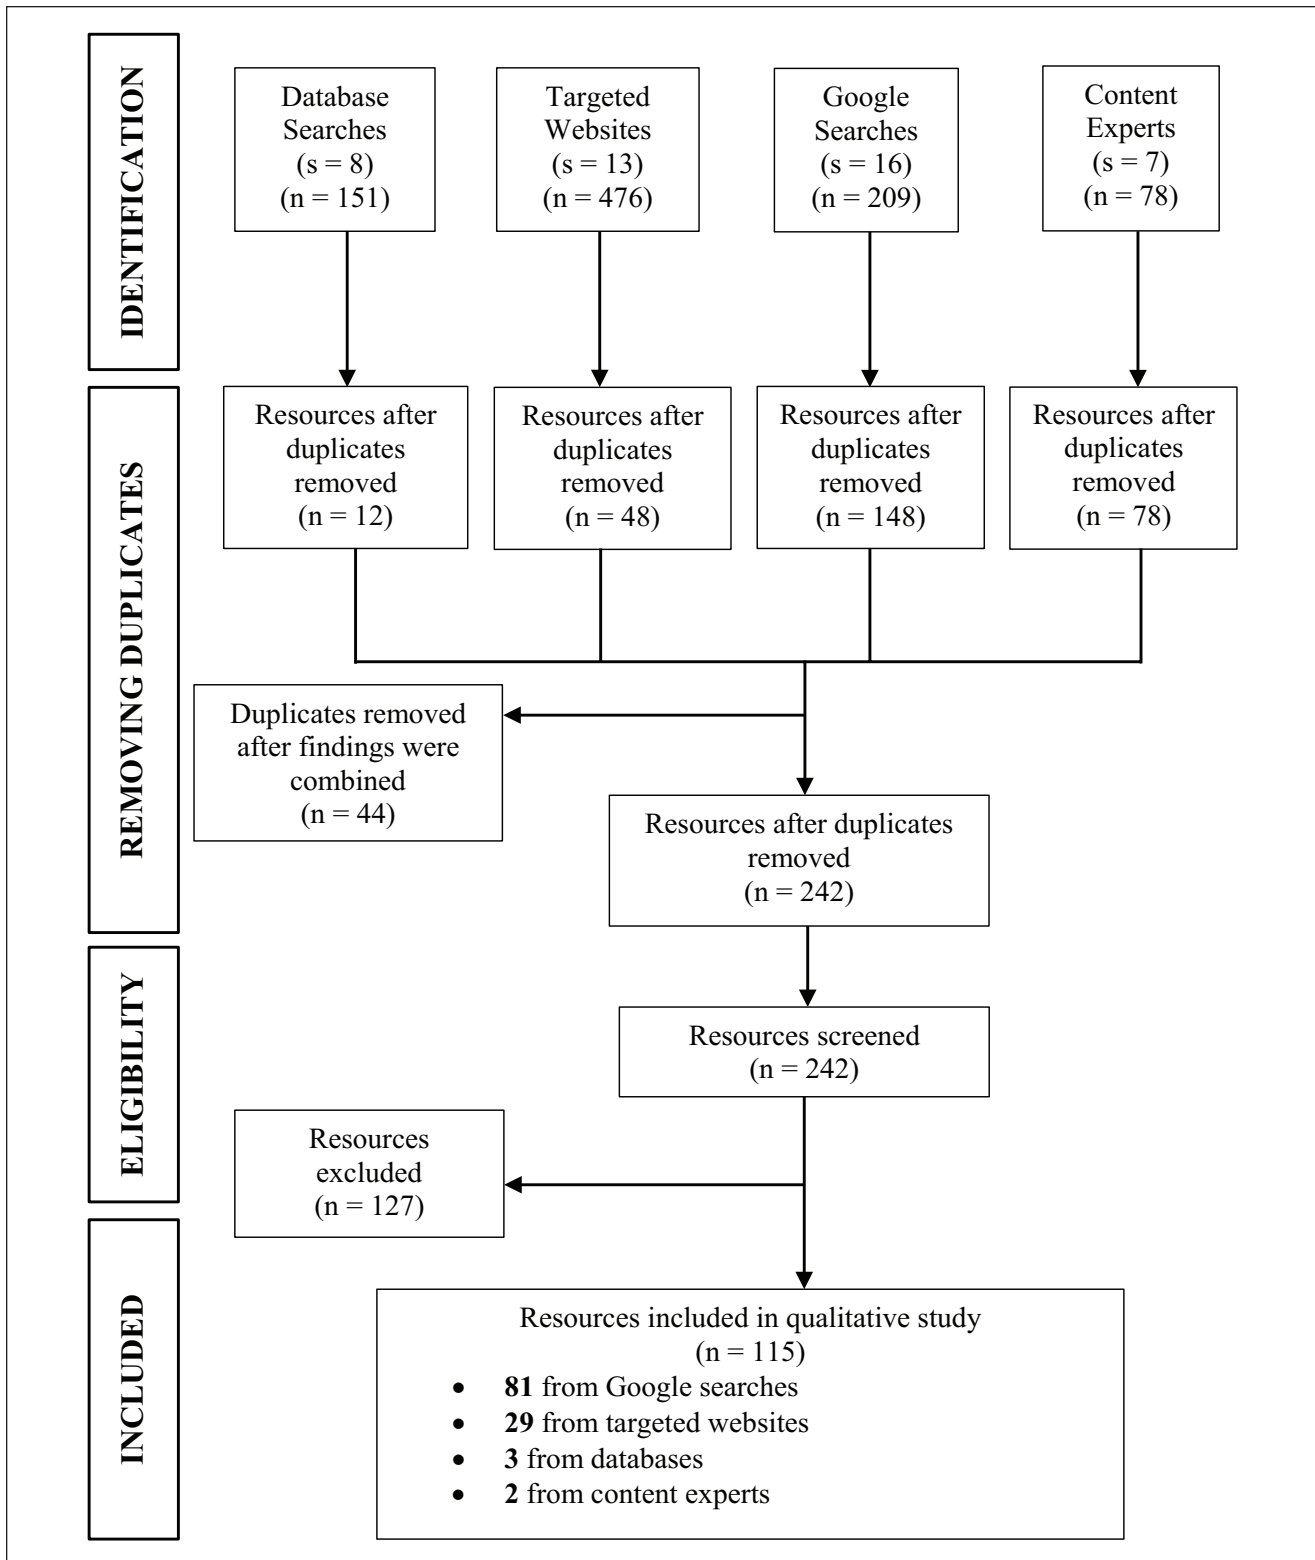 IDENTIFICATION
Database
Searches
(s = 8)
(n = 151)
Targeted
Websites
(s = 13)
(n = 476)
Google
Searches
(s = 16)
(n = 209)
Content
Experts
(s = 7)
(n = 78)
REMOVING DUPLICATES
Resources after
duplicates
removed
(n = 12)
Resources after
duplicates
removed
(n = 48)
Resources after
duplicates
removed
(n = 148)
Resources after
duplicates
removed
(n = 78)
Duplicates removed
after findings were
combined
(n = 44)
Resources after duplicates
removed
(n = 242)
ELIGIBILITY
Resources screened
(n = 242)
Resources
excluded
(n = 127)
INCLUDED
Resources included in qualitative study
(n = 115)
• 81 from Google searches
• 29 from targeted websites
• 3 from databases
• 2 from content experts